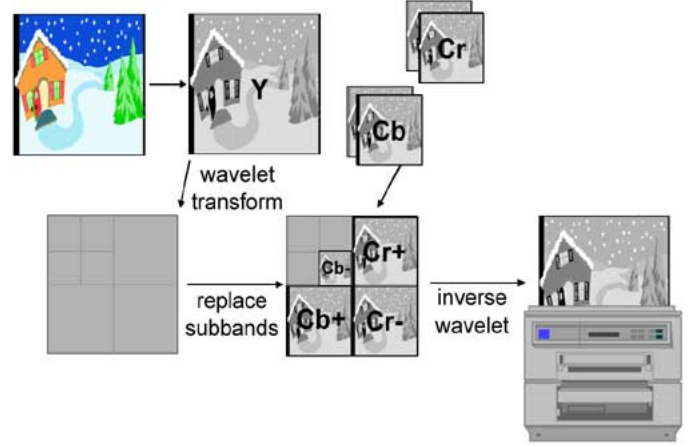 Y
Cr
Cb
wavelet
transform
Cb-
Cr+
Cb+
Cr-
replace
subbands
inverse
wavelet